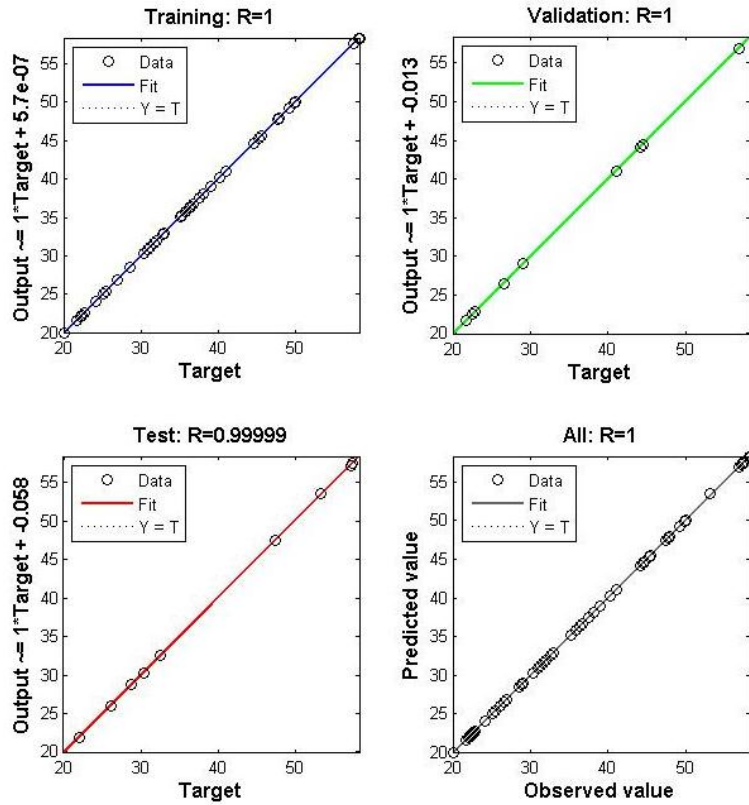 Training: R=1
Output ~= 1*Target + 5.7e-07
Data
Fit
Y = T
55
50
45
40
35
30
25
20
20 30 40 50
Target
Validation: R=1
Output ~= 1*Target + -0.013
Data
Fit
Y = T
55
50
45
40
35
30
25
20
20 30 40 50
Target
Test: R=0.99999
Output ~= 1*Target + -0.058
Data
Fit
Y = T
55
50
45
40
35
30
25
20
20 30 40 50
Target
All: R=1
Predicted value
Data
Fit
Y = T
55
50
45
40
35
30
25
20
20 30 40 50
Observed value